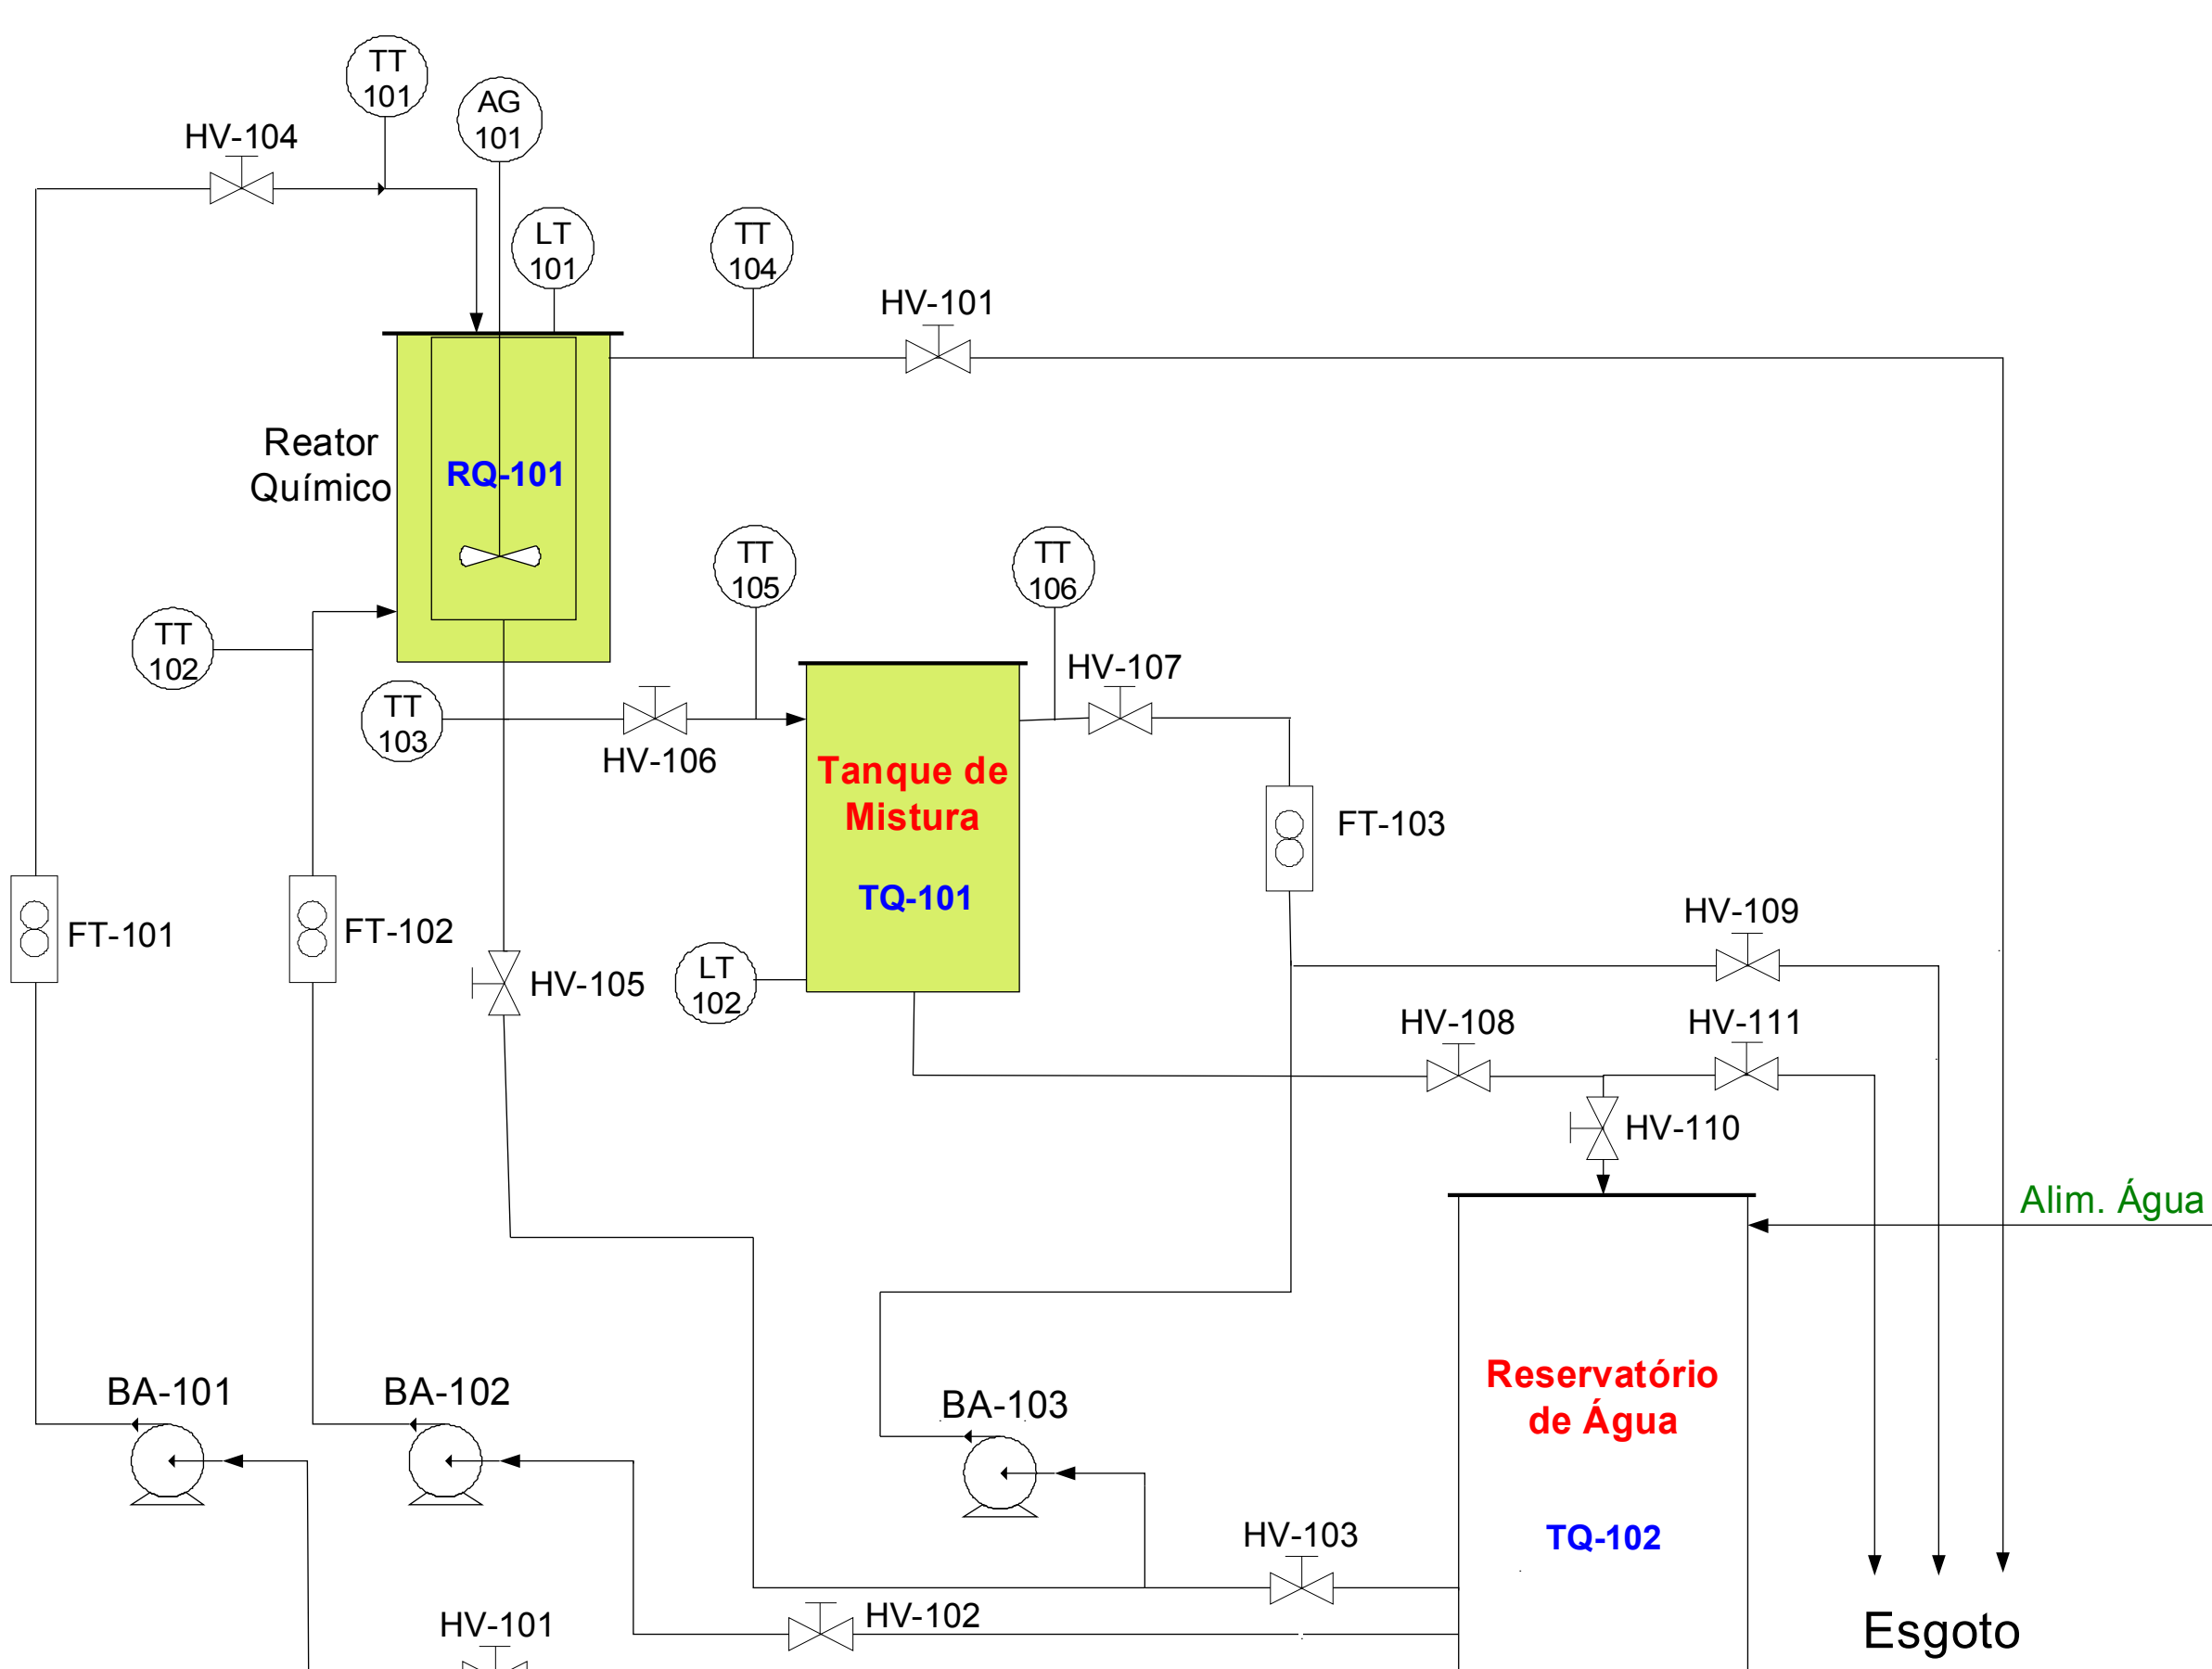 TT
101
AG
101
HV-104
LT
101
TT
104
HV-101
Reator
Químico
RQ-101
TT
105
TT
106
TT
102
HV-107
TT
103
HV-106
Tanque de
Mistura
FT-103
TQ-101
HV-109
FT-101
FT-102
LT
102
HV-105
HV-108
HV-111
HV-110
Alim. Água
Reservatório
de Água
BA-101
BA-102
BA-103
TQ-102
HV-103
HV-102
HV-101
Esgoto